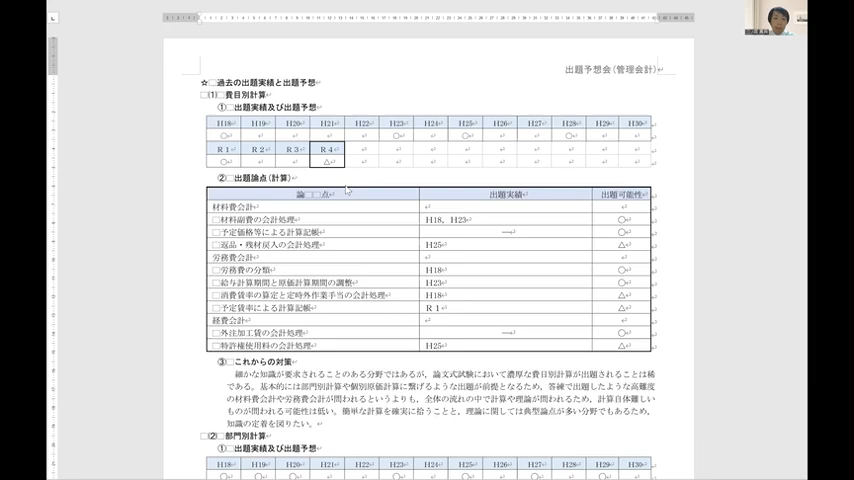 出題予想会(管理会計)
☆ 過去の出題実績と出題予想
(1) 費目別計算
① 出題実績及び出題予想
H18 H19 H20 H21 H22 H23 H24 H25 H26 H27 H28 H29 H30
○ ○ ○ ○
R1 R2 R3 R4
○ △
② 出題論点(計算)
論 点 出題実績 出題可能性
材料費会計
材料副費の会計処理 H18, H23 ○
予定価格等による計算記帳 ― ○
返品・残材戻入の会計処理 H25 △
労務費会計
労務費の分類 H18 ○
給与計算期間と原価計算期間の調整 H23 ○
消費賃率の算定と定時外作業手当の会計処理 H18 △
予定賃率による計算記帳 R1 △
経費会計
外注加工賃の会計処理 ― ○
特許権使用料の会計処理 H25 △
③ これからの対策
細かな知識が要求されることのある分野ではあるが、論文式試験において濃厚な費目別計算が出題されることは稀
である。基本的には部門別計算や個別原価計算に繋げるような出題が前提となるため、答練で出題したような高難度
の材料費会計や労務費会計が問われるというよりも、全体の流れの中で計算や理論が問われるため、計算自体難しい
ものが問われる可能性は低い。簡単な計算を確実に拾うことと、理論に関しては典型論点が多い分野でもあるため、
知識の定着を図りたい。
(2) 部門別計算
① 出題実績及び出題予想
H18 H19 H20 H21 H22 H23 H24 H25 H26 H27 H28 H29 H30